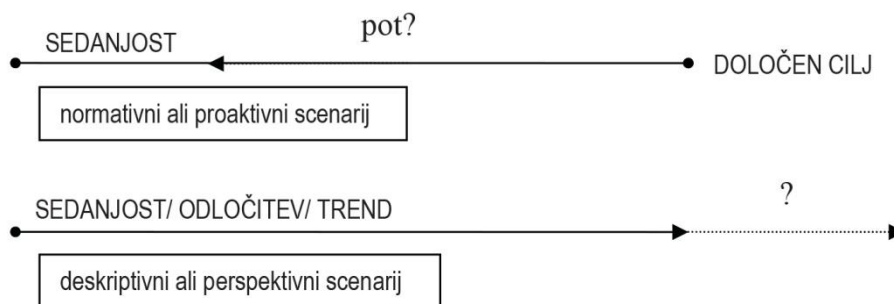 SEDANJOST
pot?
DOLOČEN CILJ
normativni ali proaktivni scenarij
SEDANJOST/ ODLOČITEV/ TREND
?
deskriptivni ali perspektivni scenarij